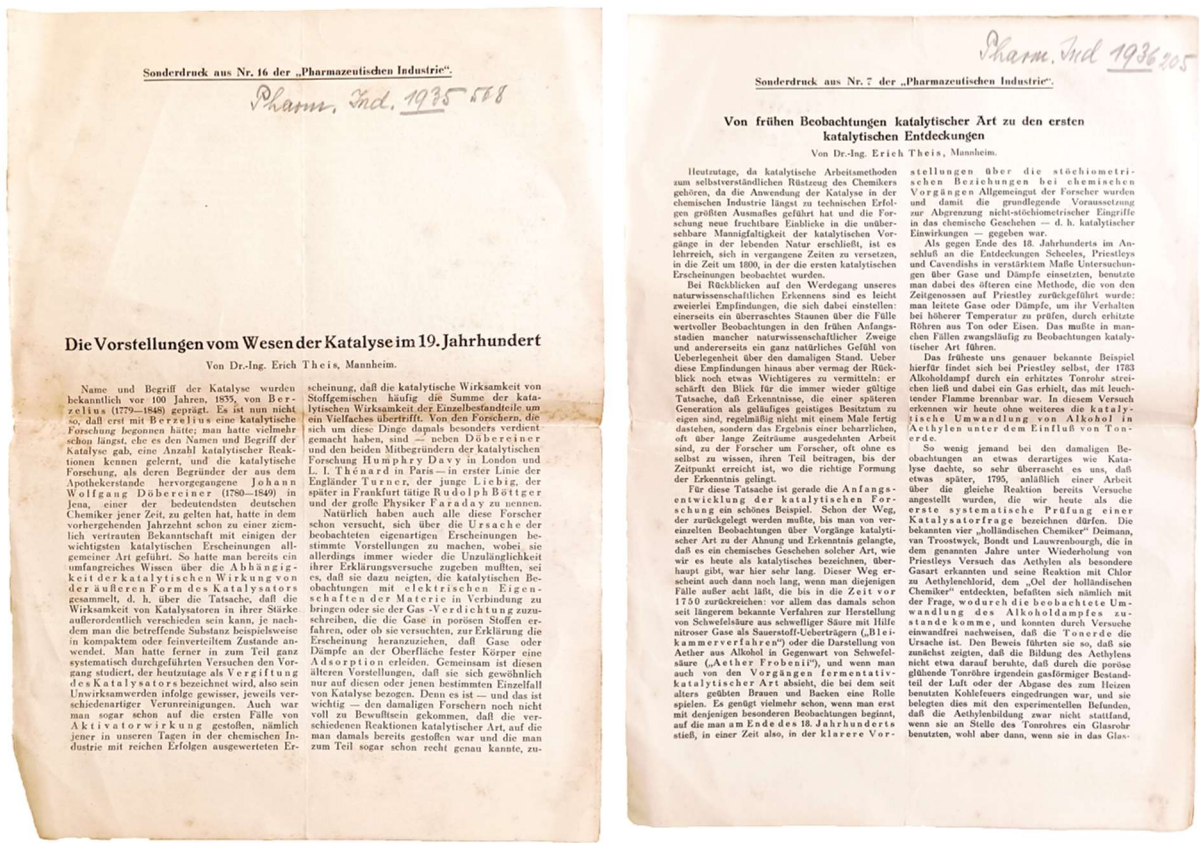 Sonderdruck aus Nr. 16 der „Pharmazeutischen Industrie“.
Pharm. Ind. 1935 568
Die Vorstellungen vom Wesen der Katalyse im 19. Jahrhundert
Von Dr.-Ing. Erich Theis, Mannheim.
Name und Begriff der Katalyse wurden
bekanntlich vor 100 Jahren, 1835, von Ber-
zelius (1779—1848) geprägt. Es ist nun nicht
so, daß erst mit Berzelius eine katalytische
Forschung begonnen hätte; man hatte vielmehr
schon längst, ehe es den Namen und Begriff der
Katalyse gab, eine Anzahl katalytischer Reak-
tionen kennen gelernt, und die katalytische
Forschung, als deren Begründer der aus dem
Apothekerstande hervorgegangene Johann
Wolfgang Döbereiner (1780—1849) in
Jena, einer der bedeutendsten deutschen
Chemiker jener Zeit, zu gelten hat, hatte in dem
vorhergehenden Jahrzehnt schon zu einer ziem-
lich vertrauten Bekanntschaft mit einigen der
wichtigsten katalytischen Erscheinungen all-
gemeiner Art geführt. So hatte man bereits ein
umfangreiches Wissen über die Abhängig-
keit der katalytischen Wirkung von
der äußeren Form des Katalysators
gesammelt, d. h. über die Tatsache, daß die
Wirksamkeit von Katalysatoren in ihrer Stärke
außerordentlich verschieden sein kann, je nach-
dem man die betreffende Substanz beispielsweise
in kompaktem oder feinverteiltem Zustande an-
wendet. Man hatte ferner in zum Teil ganz
systematisch durchgeführten Versuchen den Vor-
gang studiert, der heutzutage als Vergiftung
des Katalysators bezeichnet wird, also sein
Unwirksamwerden infolge gewisser, jeweils ver-
schiedenartiger Verunreinigungen. Auch war
man sogar schon auf die ersten Fälle von
Aktivatorwirkung gestoßen, nämlich
jener in unseren Tagen in der chemischen In-
dustrie mit reichen Erfolgen ausgewerteten Er-
scheinung, daß die katalytische Wirksamkeit von
Stoffgemischen häufig die Summe der kata-
lytischen Wirksamkeit der Einzelbestandteile um
ein Vielfaches übertrifft. Von den Forschern, die
sich um diese Dinge damals besonders verdient
gemacht haben, sind — neben Döbereiner
und den beiden Mitbegründern der katalytischen
Forschung Humphry Davy in London und
L. I. Thénard in Paris — in erster Linie der
Engländer Turner, der junge Liebig, der
später in Frankfurt tätige Rudolph Böttger
und der große Physiker Faraday zu nennen.
Natürlich haben auch alle diese Forscher
schon versucht, sich über die Ursache der
beobachteten eigenartigen Erscheinungen be-
stimmte Vorstellungen zu machen, wobei sie
allerdings immer wieder die Unzulänglichkeit
ihrer Erklärungsversuche zugeben mußten, sei
es, daß sie dazu neigten, die katalytischen Be-
obachtungen mit elektrischen Eigen-
schaften der Materie in Verbindung zu
bringen oder sie der Gas-Verdichtung zuzu-
schreiben, die die Gase in porösen Stoffen er-
fahren, oder ob sie versuchten, zur Erklärung die
Erscheinung heranzuziehen, daß Gase oder
Dämpfe an der Oberfläche fester Körper eine
Adsorption erleiden. Gemeinsam ist diesen
älteren Vorstellungen, daß sie sich gewöhnlich
nur auf diesen oder jenen bestimmten Einzelfall
von Katalyse bezogen. Denn es ist — und das ist
wichtig — den damaligen Forschern noch nicht
voll zu Bewußtsein gekommen, daß die ver-
schiedenen Reaktionen katalytischer Art, auf die
man damals bereits gestoßen war und die man
zum Teil sogar schon recht genau kannte, zu-
Pharm. Ind 1936 205
Sonderdruck aus Nr. 7 der „Pharmazeutischen Industrie“.
Von frühen Beobachtungen katalytischer Art zu den ersten
katalytischen Entdeckungen
Von Dr.-Ing. Erich Theis, Mannheim.
Heutzutage, da katalytische Arbeitsmethoden
zum selbstverständlichen Rüstzeug des Chemikers
gehören, da die Anwendung der Katalyse in der
chemischen Industrie längst zu technischen Erfol-
gen größten Ausmaßes geführt hat und die For-
schung neue fruchtbare Einblicke in die unüber-
sehbare Mannigfaltigkeit der katalytischen Vor-
gänge in der lebenden Natur erschließt, ist es
lehrreich, sich in vergangene Zeiten zu versetzen,
in die Zeit um 1800, in der die ersten katalytischen
Erscheinungen beobachtet wurden.
Bei Rückblicken auf den Werdegang unseres
naturwissenschaftlichen Erkennens sind es leicht
zweierlei Empfindungen, die sich dabei einstellen:
einerseits ein überraschtes Staunen über die Fülle
wertvoller Beobachtungen in den frühen Anfangs-
stadien mancher naturwissenschaftlicher Zweige
und andererseits ein ganz natürliches Gefühl von
Ueberlegenheit über den damaligen Stand. Ueber
diese Empfindungen hinaus aber vermag der Rück-
blick noch etwas Wichtigeres zu vermitteln: er
schärft den Blick für die immer wieder gültige
Tatsache, daß Erkenntnisse, die einer späteren
Generation als geläufiges geistiges Besitztum zu
eigen sind, regelmäßig nicht mit einem Male fertig
dastehen, sondern das Ergebnis einer beharrlichen,
oft über lange Zeiträume ausgedehnten Arbeit
sind, zu der Forscher um Forscher, oft ohne es
selbst zu wissen, ihren Teil beitragen, bis der
Zeitpunkt erreicht ist, wo die richtige Formung
der Erkenntnis gelingt.
Für diese Tatsache ist gerade die Anfangs-
entwicklung der katalytischen For-
schung ein schönes Beispiel. Schon der Weg,
der zurückgelegt werden mußte, bis man von ver-
einzelten Beobachtungen über Vorgänge katalyti-
scher Art zu der Ahnung und Erkenntnis gelangte,
daß es ein chemisches Geschehen solcher Art, wie
wir es heute als katalytisches bezeichnen, über-
haupt gibt, war hier sehr lang. Dieser Weg er-
scheint auch dann noch lang, wenn man diejenigen
Fälle außer acht läßt, die bis in die Zeit vor
1750 zurückreichen: vor allem das damals schon
seit längerem bekannte Verfahren zur Herstellung
von Schwefelsäure aus schwefliger Säure mit Hilfe
nitroser Gase als Sauerstoff-Ueberträgern („Blei-
kammerverfahren“) oder die Darstellung von
Aether aus Alkohol in Gegenwart von Schwefel-
säure („Aether Frobenii“), und wenn man
auch von den Vorgängen fermentativ-
katalytischer Art absieht, die bei dem seit
alters geübten Brauen und Backen eine Rolle
spielen. Es genügt vielmehr schon, wenn man erst
mit denjenigen besonderen Beobachtungen beginnt,
auf die man am Ende des 18. Jahrhunderts
stieß, in einer Zeit also, in der klarere Vor-
stellungen über die stöchiometri-
schen Beziehungen bei chemischen
Vorgängen Allgemeingut der Forscher wurden
und damit die grundlegende Voraussetzung
zur Abgrenzung nicht-stöchiometrischer Eingriffe
in das chemische Geschehen — d. h. katalytischer
Einwirkungen — gegeben war.
Als gegen Ende des 18. Jahrhunderts im An-
schluß an die Entdeckungen Scheeles, Priestleys
und Cavendishs in verstärktem Maße Untersuchun-
gen über Gase und Dämpfe einsetzten, benutzte
man dabei des öfteren eine Methode, die von den
Zeitgenossen auf Priestley zurückgeführt wurde:
man leitete Gase oder Dämpfe, um ihr Verhalten
bei höherer Temperatur zu prüfen, durch erhitzte
Röhren aus Ton oder Eisen. Das mußte in man-
chen Fällen zwangsläufig zu Beobachtungen kataly-
tischer Art führen.
Das früheste uns genauer bekannte Beispiel
hierfür findet sich bei Priestley selbst, der 1783
Alkoholdampf durch ein erhitztes Tonrohr strei-
chen ließ und dabei ein Gas erhielt, das mit leuch-
tender Flamme brennbar war. In diesem Versuch
erkennen wir heute ohne weiteres die kataly-
tische Umwandlung von Alkohol in
Aethylen unter dem Einfluß von Ton-
erde.
So wenig jemand bei den damaligen Be-
obachtungen an etwas derartiges wie Kata-
lyse dachte, so sehr überrascht es uns, daß
etwas später, 1795, anläßlich einer Arbeit
über die gleiche Reaktion bereits Versuche
angestellt wurden, die wir heute als die
erste systematische Prüfung einer
Katalysatorfrage bezeichnen dürfen. Die
bekannten vier „holländischen Chemiker“ Deimann,
van Troostwyck, Bondt und Lauwrenbourgh, die in
dem genannten Jahre unter Wiederholung von
Priestleys Versuch das Aethylen als besondere
Gasart erkannten und seine Reaktion mit Chlor
zu Aethylenchlorid, dem „Oel der holländischen
Chemiker“ entdeckten, befaßten sich nämlich mit
der Frage, wodurch die beobachtete Um-
wandlung des Alkoholdampfes zu-
stande komme, und konnten durch Versuche
einwandfrei nachweisen, daß die Tonerde die
Ursache ist. Den Beweis führten sie so, daß sie
zunächst zeigten, daß die Bildung des Aethylens
nicht etwa darauf beruhte, daß durch die poröse
glühende Tonröhre irgendein gasförmiger Bestand-
teil der Luft oder der Abgase des zum Heizen
benutzten Kohlefeuers eingedrungen war, und sie
belegten dies mit den experimentellen Befunden,
daß die Aethylenbildung zwar nicht stattfand,
wenn sie an Stelle des Tonrohres ein Glasrohr
benutzten, wohl aber dann, wenn sie in das Glas-